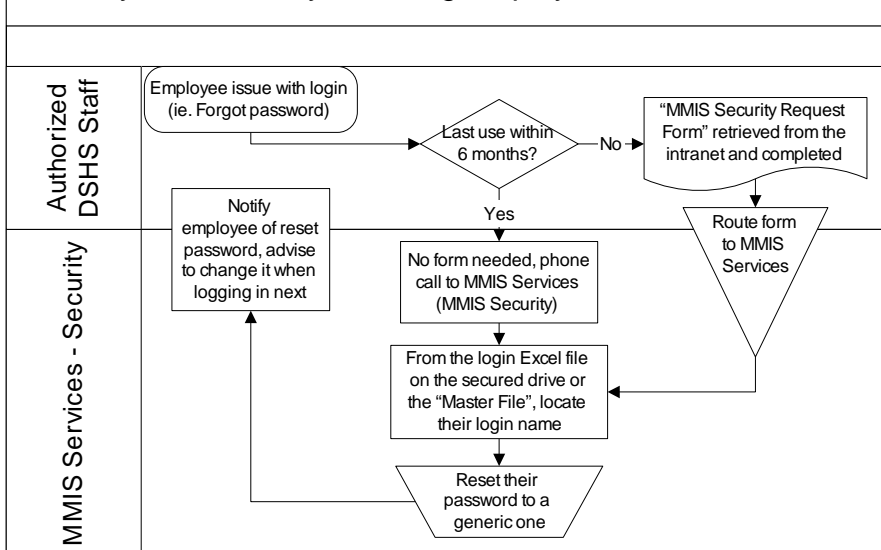 Authorized
DSHS Staff
Employee issue with login
(ie. Forgot password)
Last use within
6 months?
No
"MMIS Security Request
Form" retrieved from the
intranet and completed
Yes
Notify
employee of reset
password, advise
to change it when
logging in next
Route form
to MMIS
Services
MMIS Services - Security
No form needed, phone
call to MMIS Services
(MMIS Security)
From the login Excel file
on the secured drive or
the "Master File", locate
their login name
Reset their
password to a
generic one